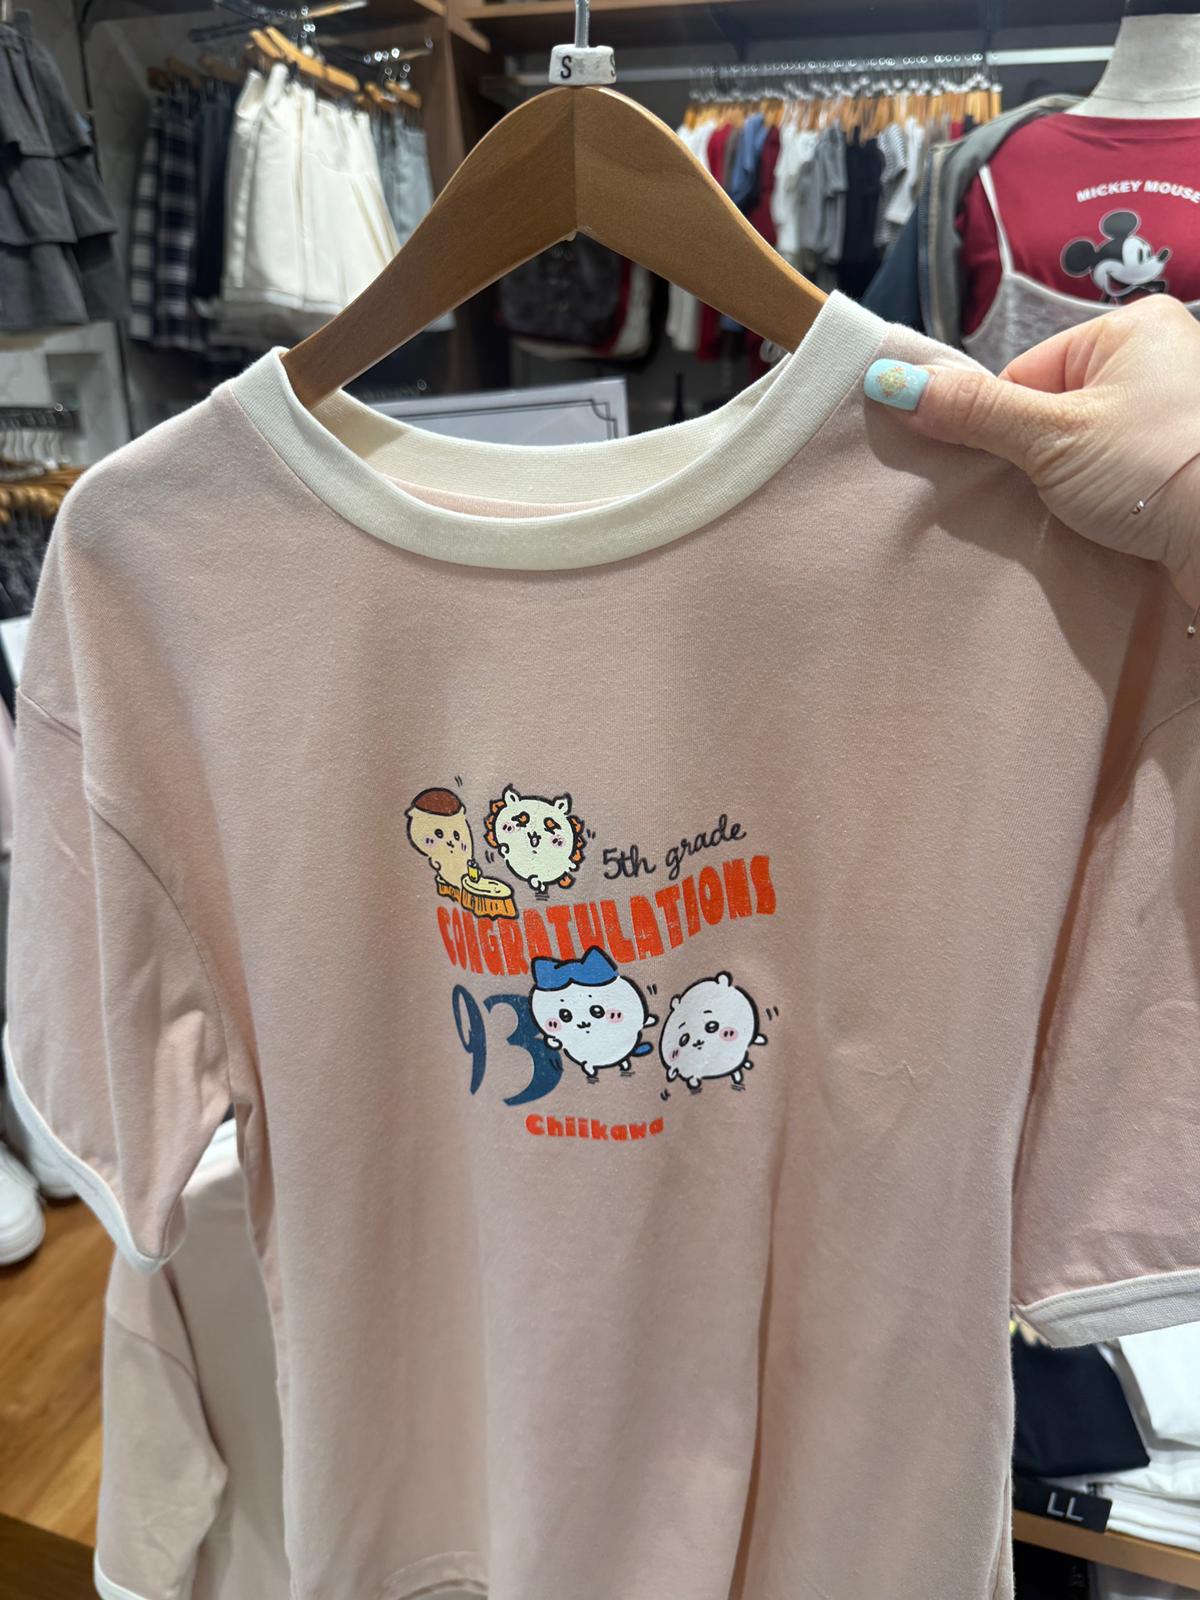 S
MICKEY MOUSE
5th grade
CONGRATULATIONS
93
Chiikawa
LL